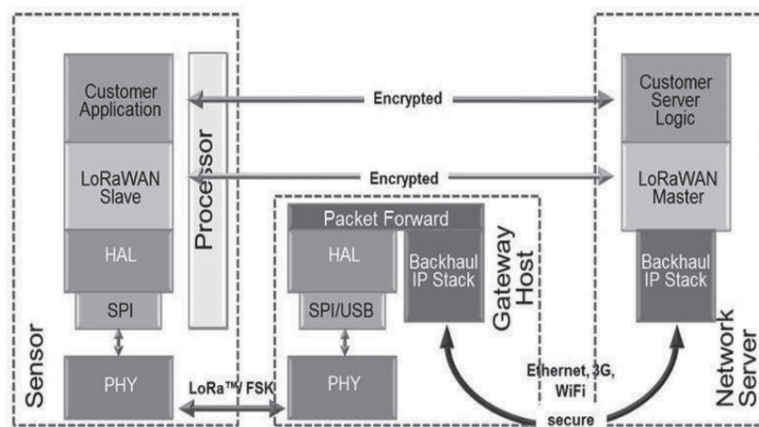 Customer
Application
LoRaWAN
Slave
HAL
SPI
PHY
Processor
Sensor
Encrypted
Encrypted
LoRa™/ FSK
Packet Forward
HAL
SPI/USB
PHY
Backhaul
IP Stack
Gateway
Host
Ethernet, 3G,
WiFi
secure
Customer
Server
Logic
LoRaWAN
Master
Backhaul
IP Stack
Network
Server